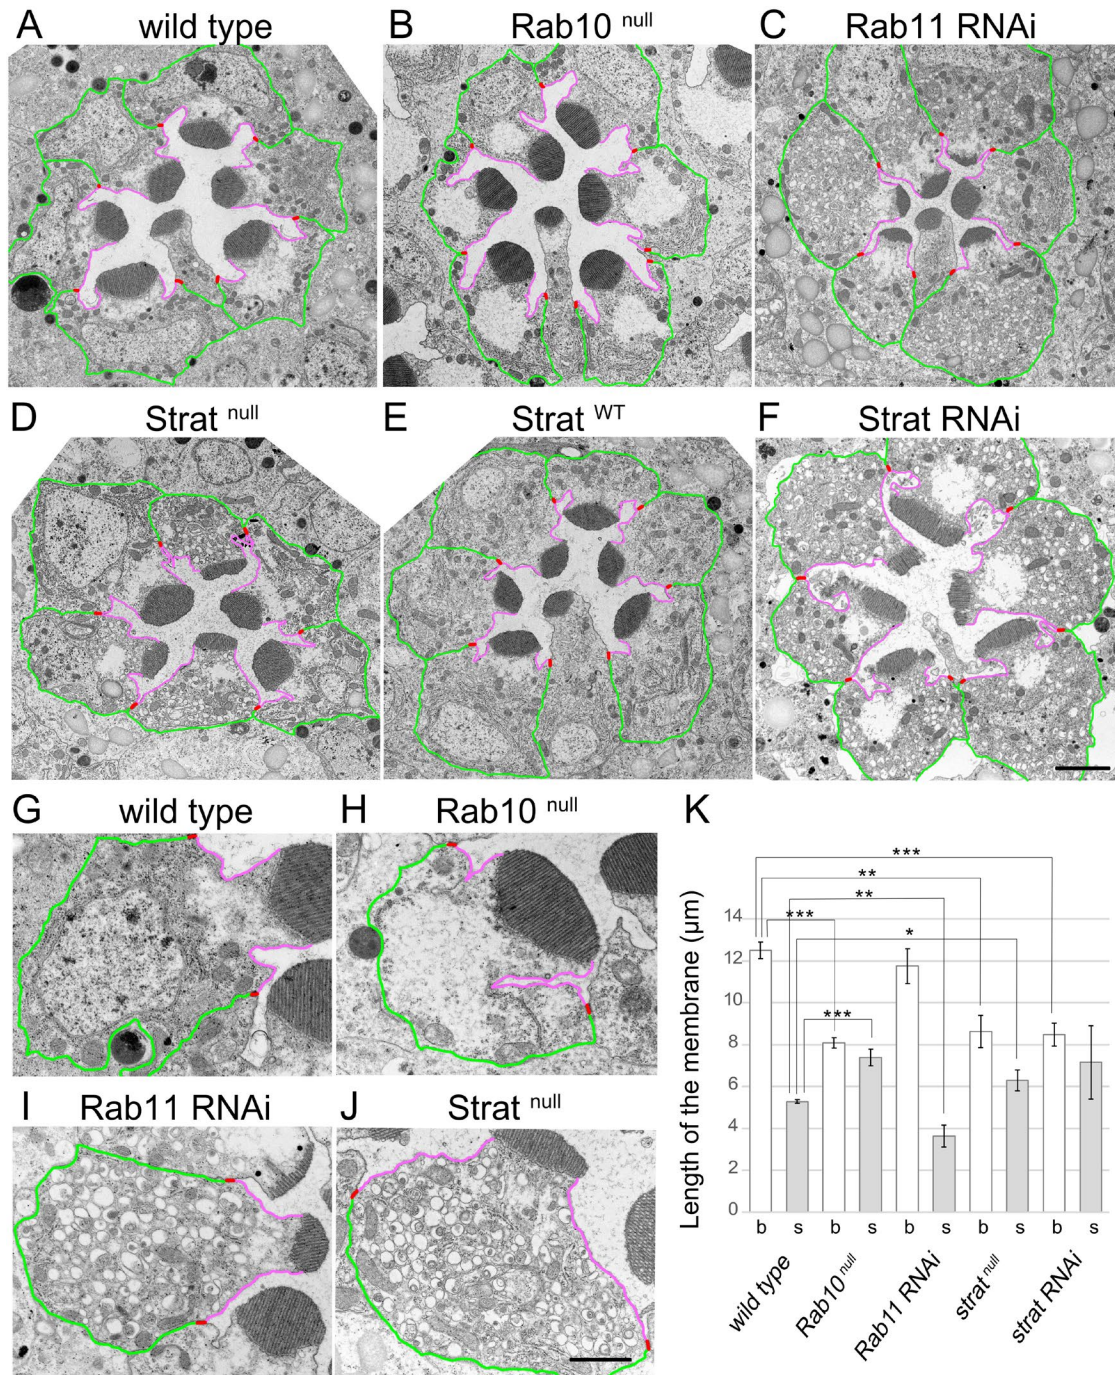 A wild type
B Rab10 null
C Rab11 RNAi
D Strat null
E Strat WT
F Strat RNAi
G wild type
H Rab10 null
I Rab11 RNAi
J Strat null
K
***
**
**
***
*
***
Length of the membrane (μm)
14
12
10
8
6
4
2
0
b s b s b s b s b s
wild type
Rab10 null
Rab11 RNAi
strat null
strat RNAi